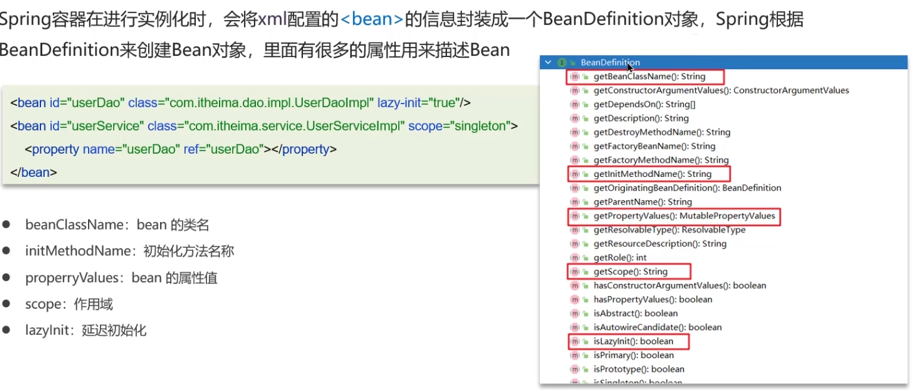 Spring容器在进行实例化时，会将xml配置的<bean>的信息封装成一个BeanDefinition对象，Spring根据
BeanDefinition来创建Bean对象，里面有很多的属性用来描述Bean
<bean id="userDao" class="com.itheima.dao.impl.UserDaoImpl" lazy-init="true"/>
<bean id="userService" class="com.itheima.service.UserServiceImpl" scope="singleton">
<property name="userDao" ref="userDao"></property>
</bean>
● beanClassName：bean 的类名
● initMethodName：初始化方法名称
● properryValues：bean 的属性值
● scope：作用域
● lazyInit：延迟初始化
BeanDefinition
getBeanClassName(): String
getConstructorArgumentValues(): ConstructorArgumentValues
getDependsOn(): String[]
getDescription(): String
getDestroyMethodName(): String
getFactoryBeanName(): String
getFactoryMethodName(): String
getInitMethodName(): String
getOriginatingBeanDefinition(): BeanDefinition
getParentName(): String
getPropertyValues(): MutablePropertyValues
getResolvableType(): ResolvableType
getResourceDescription(): String
getRole(): int
getScope(): String
hasConstructorArgumentValues(): boolean
hasPropertyValues(): boolean
isAbstract(): boolean
isAutowireCandidate(): boolean
isLazyInit(): boolean
isPrimary(): boolean
isPrototype(): boolean
isSingleton(): boolean